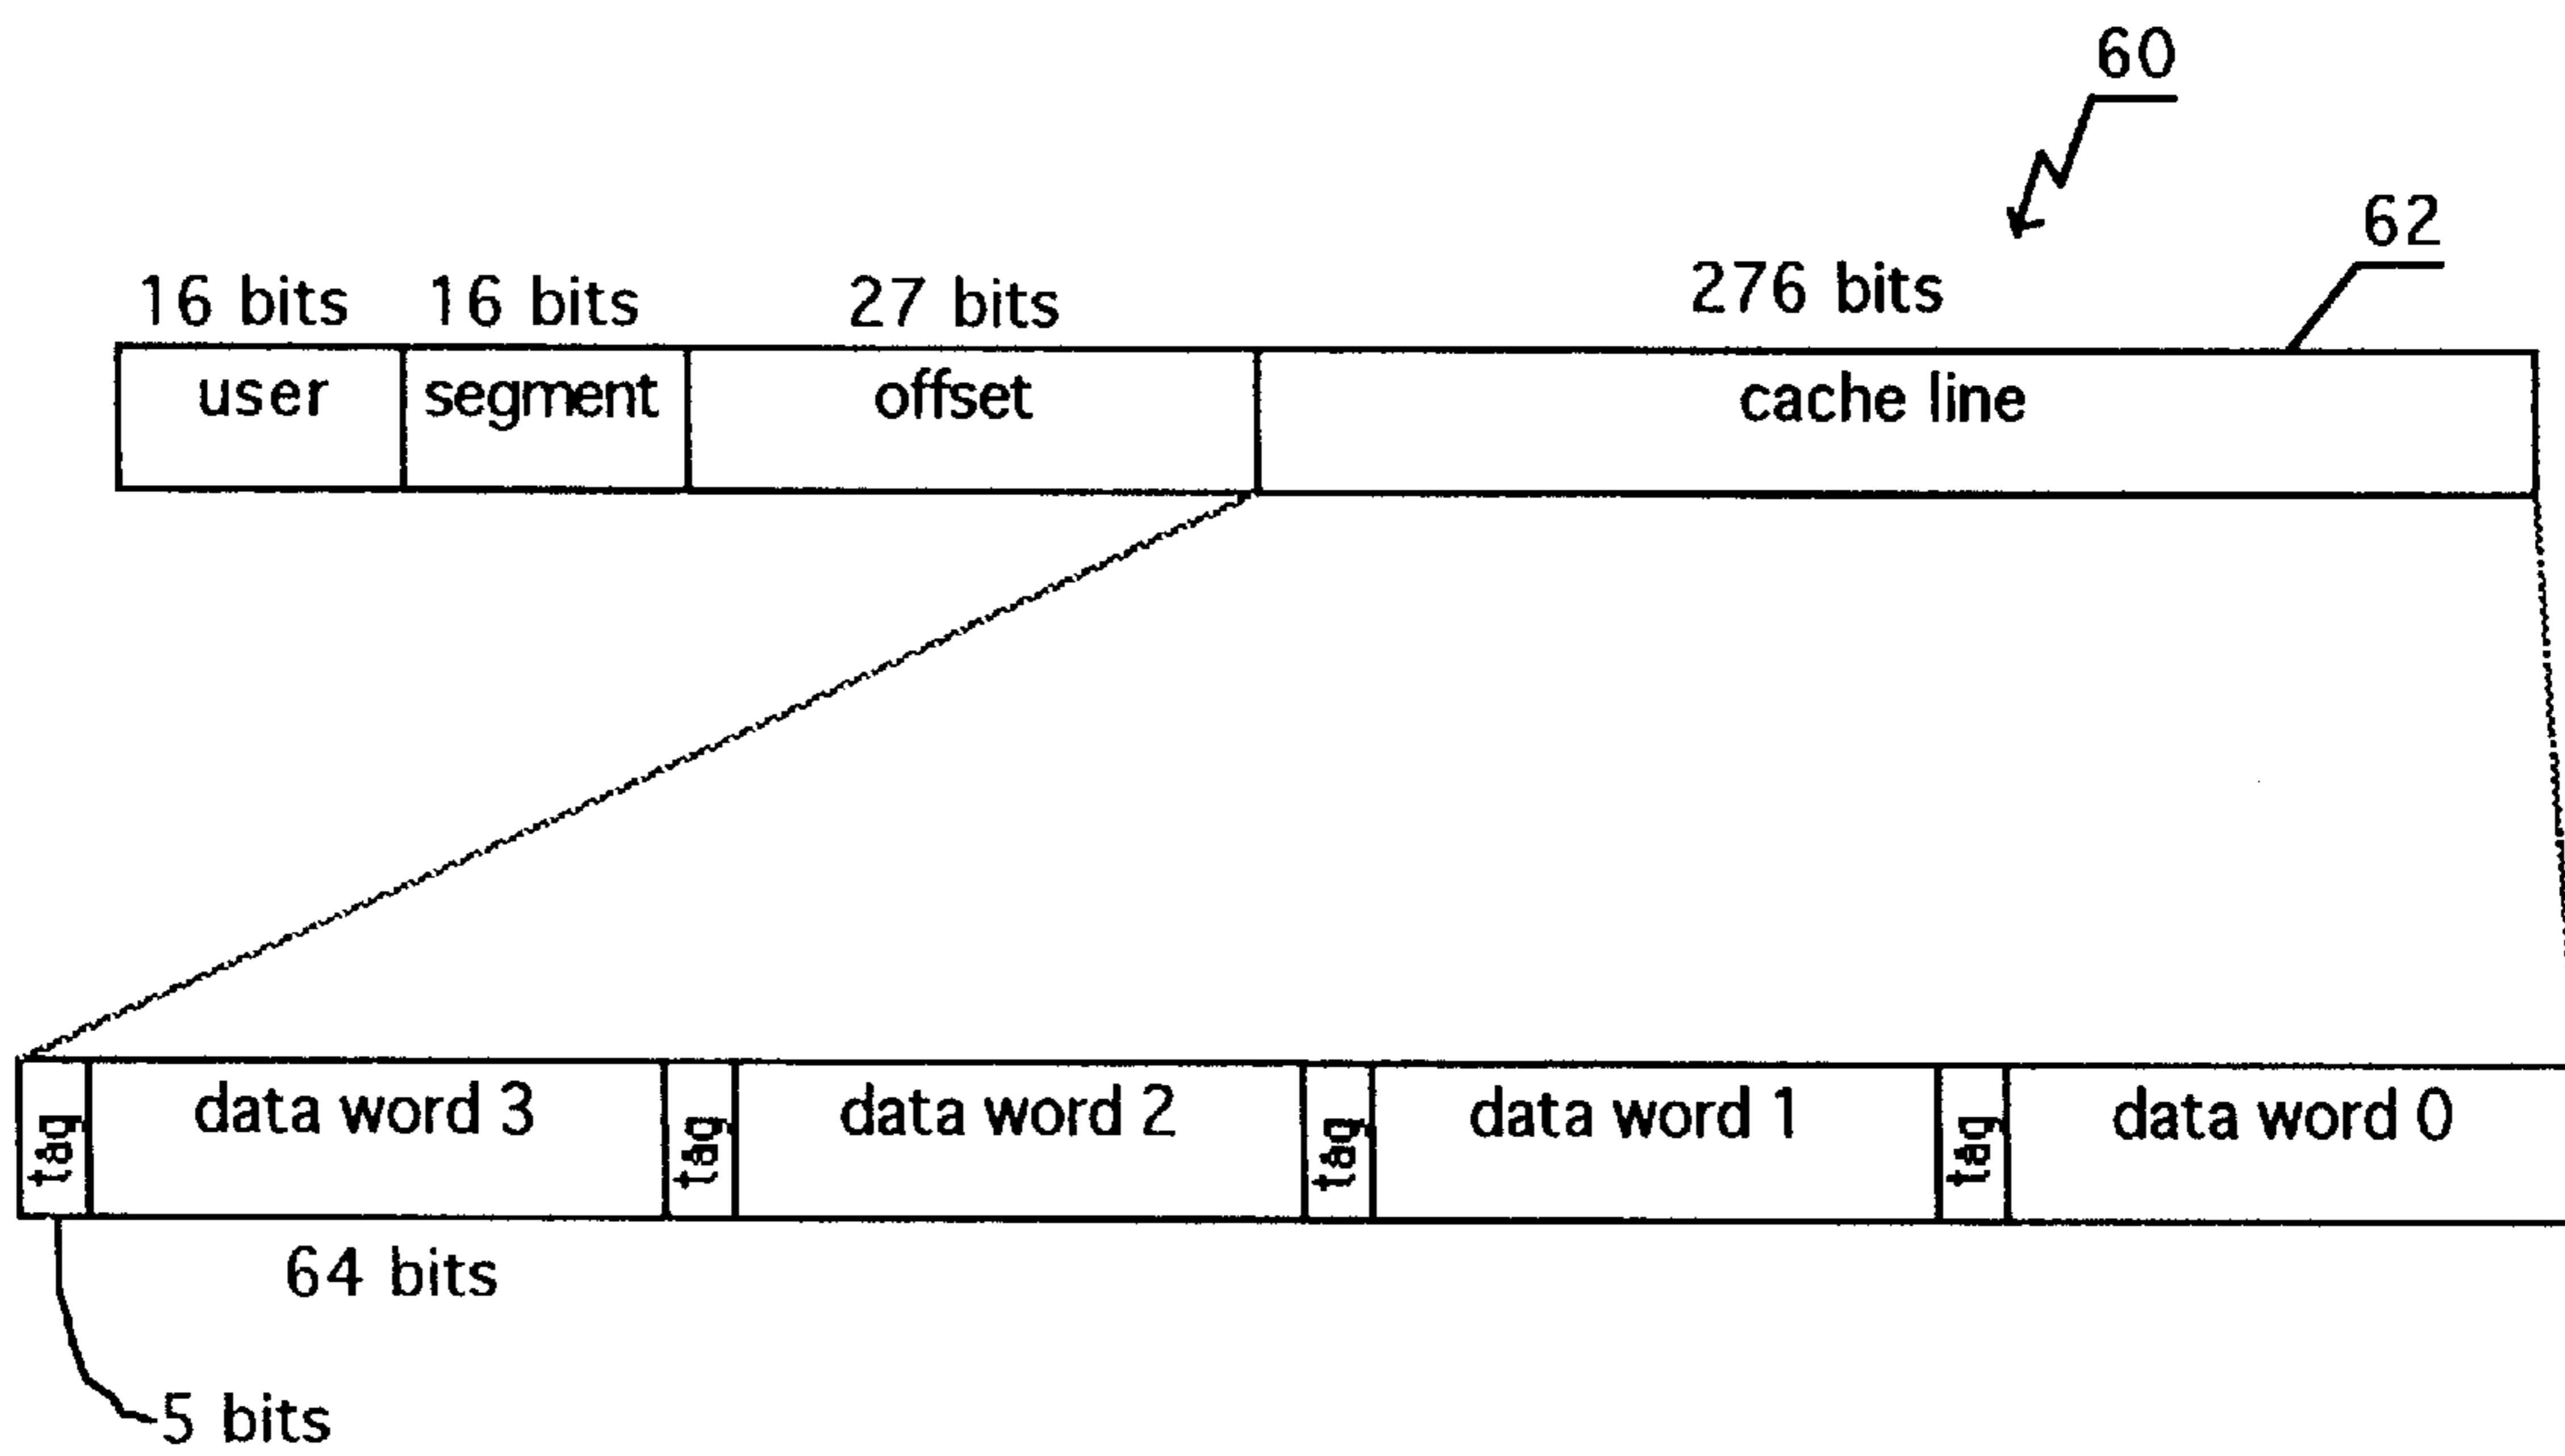 60
62
16 bits 16 bits 27 bits 276 bits
user segment offset cache line
tag data word 3 tag data word 2 tag data word 1 tag data word 0
64 bits
5 bits